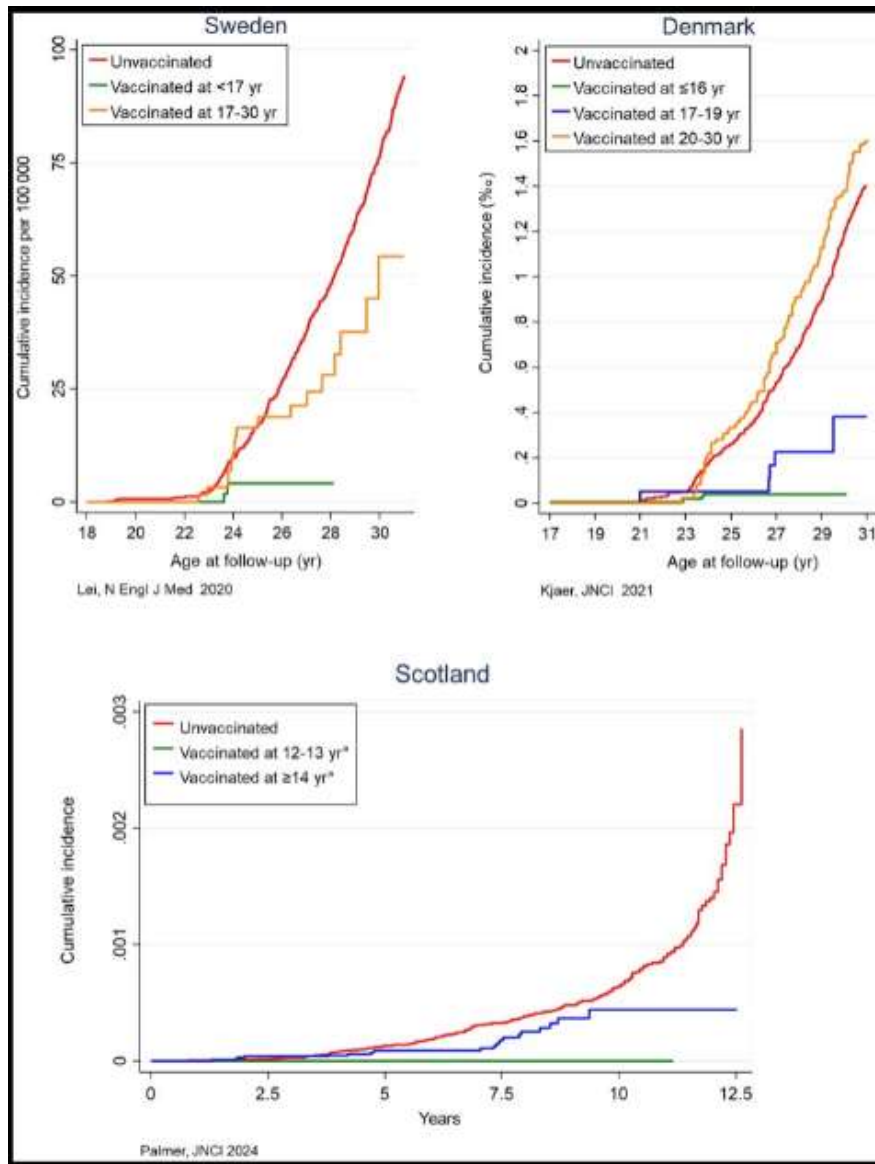 Sweden
Unvaccinated
Vaccinated at <17 yr
Vaccinated at 17-30 yr
Cumulative incidence per 100 000
100
75
50
25
0
18 20 22 24 26 28 30
Age at follow-up (yr)
Lei, N Engl J Med 2020
Denmark
Unvaccinated
Vaccinated at ≤16 yr
Vaccinated at 17-19 yr
Vaccinated at 20-30 yr
Cumulative incidence (‰)
2
1.8
1.6
1.4
1.2
1
.8
.6
.4
.2
0
17 19 21 23 25 27 29 31
Age at follow-up (yr)
Kjaer, JNCI 2021
Scotland
Unvaccinated
Vaccinated at 12-13 yrª
Vaccinated at ≥14 yrª
Cumulative incidence
.003
.002
.001
0
0 2.5 5 7.5 10 12.5
Years
Palmer, JNCI 2024